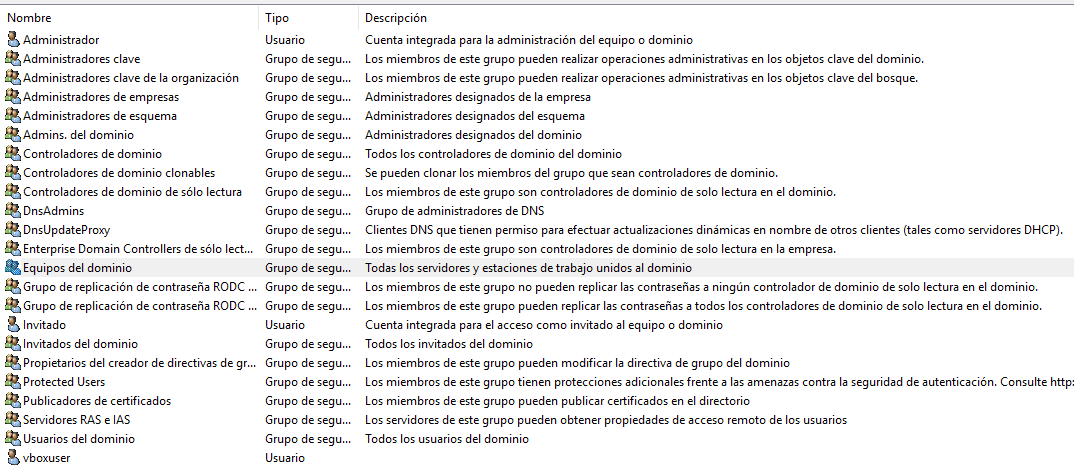 Nombre Tipo Descripción
Administrador Usuario Cuenta integrada para la administración del equipo o dominio
Administradores clave Grupo de segu... Los miembros de este grupo pueden realizar operaciones administrativas en los objetos clave del dominio.
Administradores clave de la organización Grupo de segu... Los miembros de este grupo pueden realizar operaciones administrativas en los objetos clave del bosque.
Administradores de empresas Grupo de segu... Administradores designados de la empresa
Administradores de esquema Grupo de segu... Administradores designados del esquema
Admins. del dominio Grupo de segu... Administradores designados del dominio
Controladores de dominio Grupo de segu... Todos los controladores de dominio del dominio
Controladores de dominio clonables Grupo de segu... Se pueden clonar los miembros del grupo que sean controladores de dominio.
Controladores de dominio de sólo lectura Grupo de segu... Los miembros de este grupo son controladores de dominio de solo lectura en el dominio.
DnsAdmins Grupo de segu... Grupo de administradores de DNS
DnsUpdateProxy Grupo de segu... Clientes DNS que tienen permiso para efectuar actualizaciones dinámicas en nombre de otros clientes (tales como servidores DHCP).
Enterprise Domain Controllers de sólo lect... Grupo de segu... Los miembros de este grupo son controladores de dominio de solo lectura en la empresa.
Equipos del dominio Grupo de segu... Todas los servidores y estaciones de trabajo unidos al dominio
Grupo de replicación de contraseña RODC ... Grupo de segu... Los miembros de este grupo no pueden replicar las contraseñas a ningún controlador de dominio de solo lectura en el dominio.
Grupo de replicación de contraseña RODC ... Grupo de segu... Los miembros de este grupo pueden replicar las contraseñas a todos los controladores de dominio de solo lectura en el dominio.
Invitado Usuario Cuenta integrada para el acceso como invitado al equipo o dominio
Invitados del dominio Grupo de segu... Todos los invitados del dominio
Propietarios del creador de directivas de gr... Grupo de segu... Los miembros de este grupo pueden modificar la directiva de grupo del dominio
Protected Users Grupo de segu... Los miembros de este grupo tienen protecciones adicionales frente a las amenazas contra la seguridad de autenticación. Consulte http:
Publicadores de certificados Grupo de segu... Los miembros de este grupo pueden publicar certificados en el directorio
Servidores RAS e IAS Grupo de segu... Los servidores de este grupo pueden obtener propiedades de acceso remoto de los usuarios
Usuarios del dominio Grupo de segu... Todos los usuarios del dominio
vboxuser Usuario